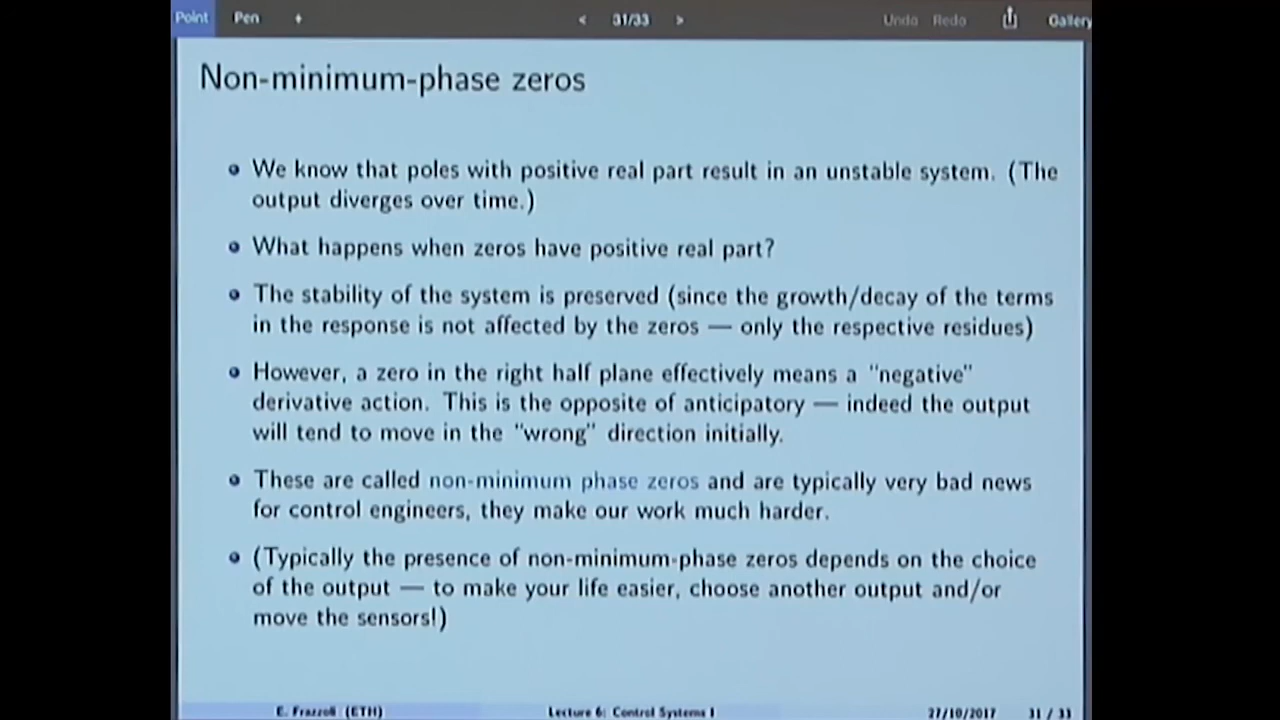 Point Pen + < 31/33 > Undo Redo Gallery
Non-minimum-phase zeros
We know that poles with positive real part result in an unstable system. (The
output diverges over time.)
What happens when zeros have positive real part?
The stability of the system is preserved (since the growth/decay of the terms
in the response is not affected by the zeros — only the respective residues)
However, a zero in the right half plane effectively means a "negative"
derivative action. This is the opposite of anticipatory — indeed the output
will tend to move in the "wrong" direction initially.
These are called non-minimum phase zeros and are typically very bad news
for control engineers, they make our work much harder.
(Typically the presence of non-minimum-phase zeros depends on the choice
of the output — to make your life easier, choose another output and/or
move the sensors!)
E. Frazzoli (ETH) Lecture 6: Control Systems I 27/10/2017 31 / 33